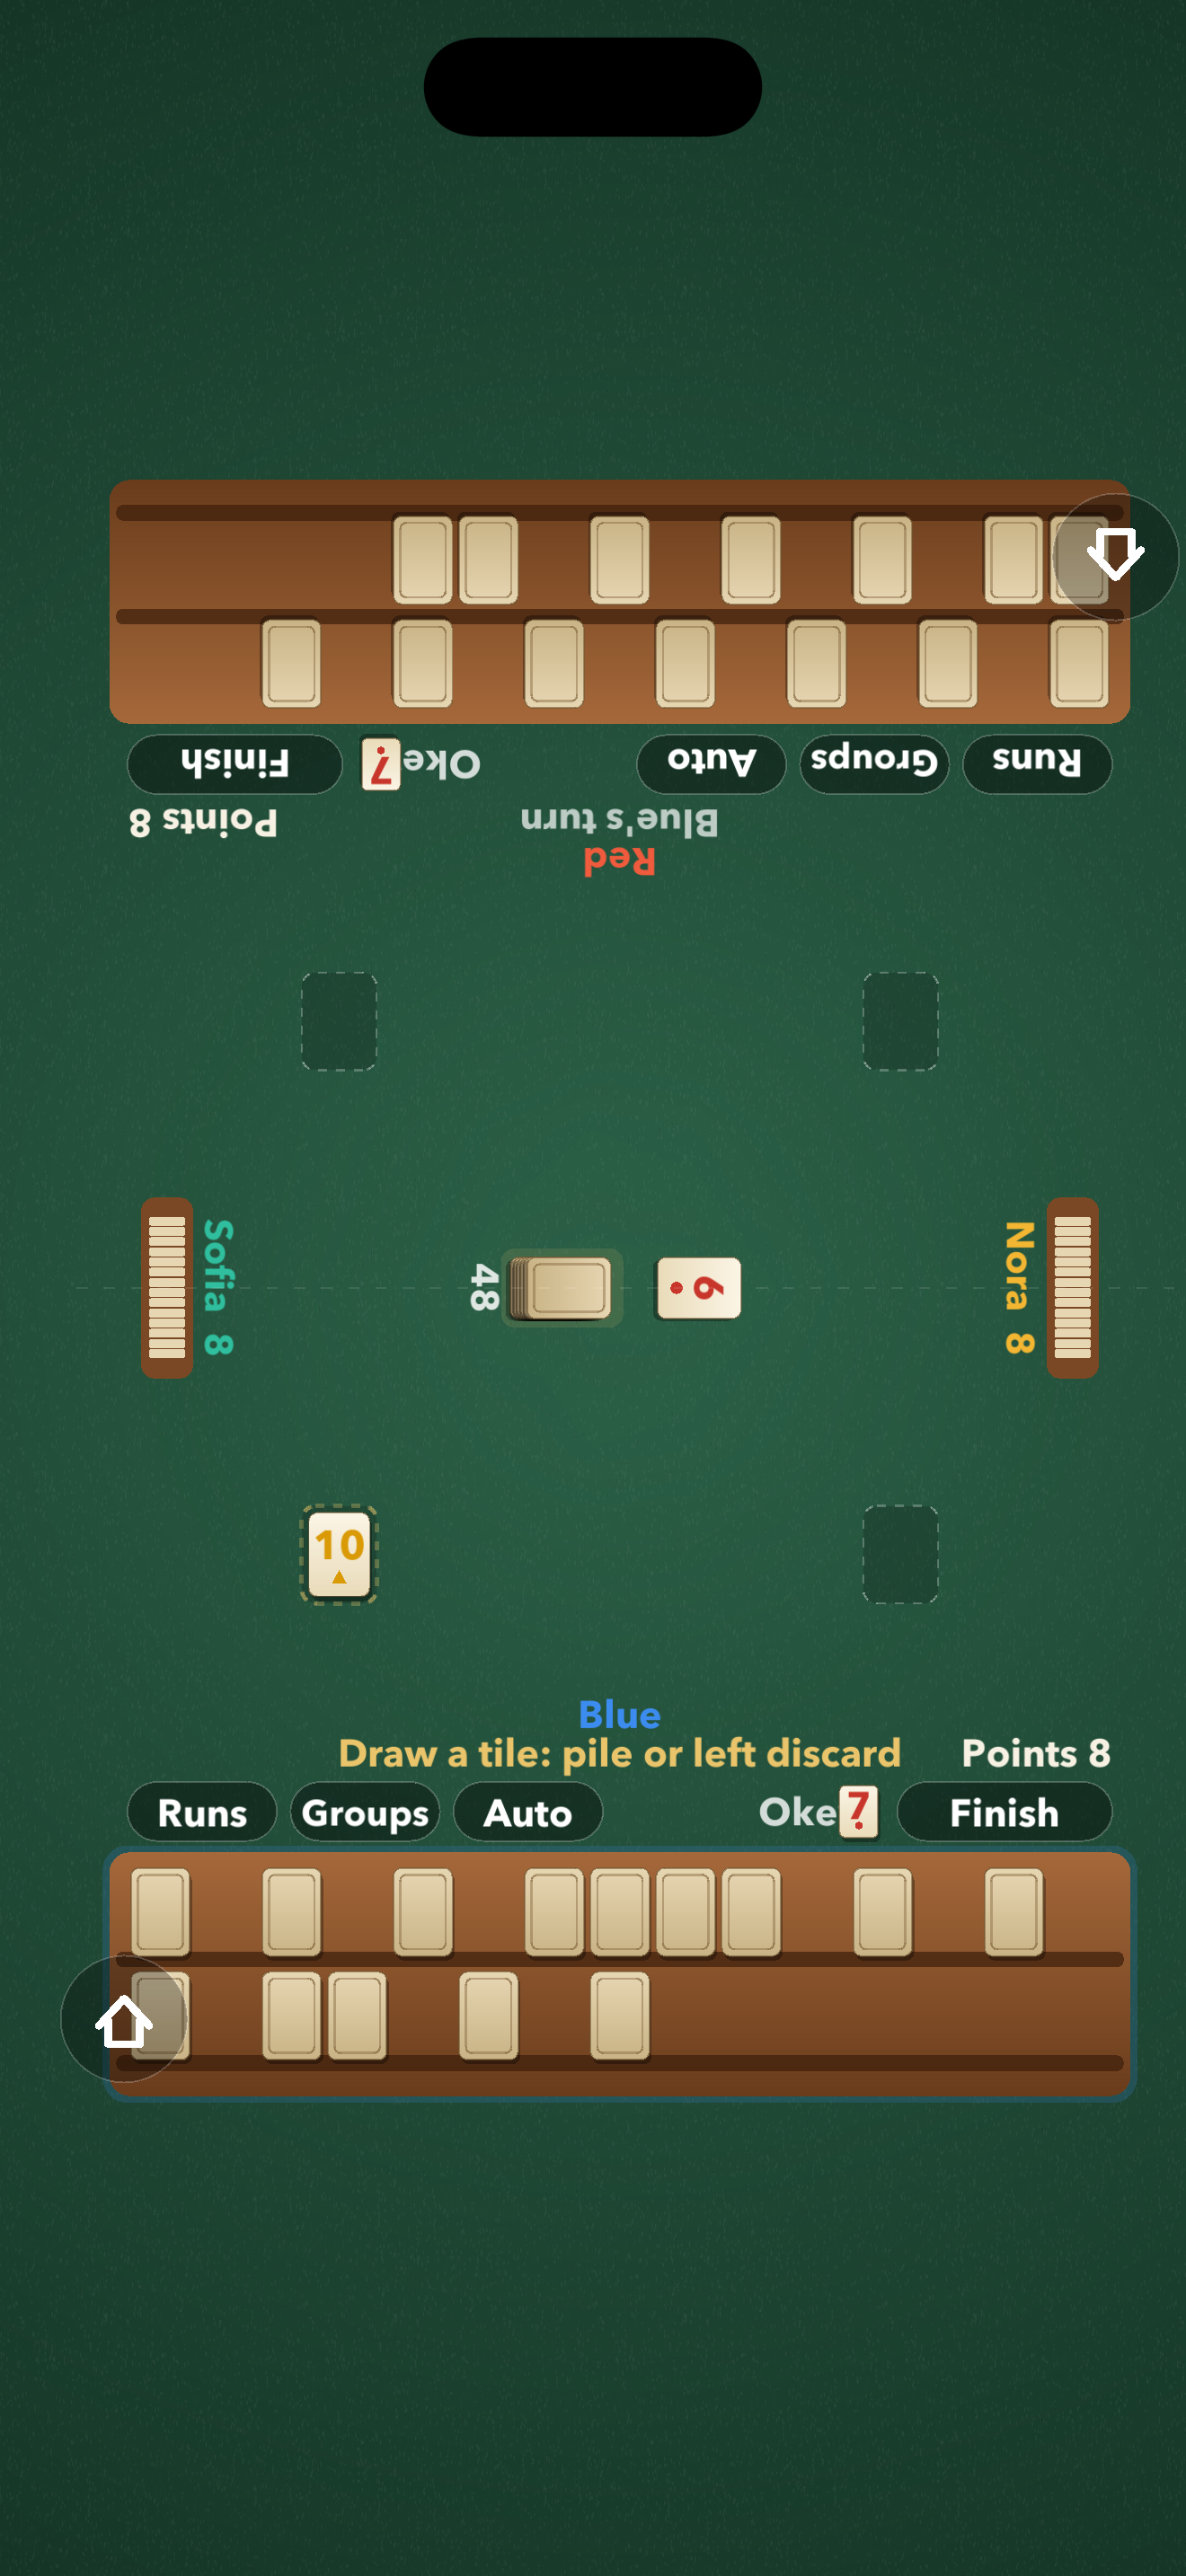 Finish
7
Oke
Auto
Groups
Runs
Points 8
Blue's turn
Red
Sofia 8
48
6
Nora 8
10
Blue
Draw a tile: pile or left discard
Points 8
Runs
Groups
Auto
Oke
7
Finish